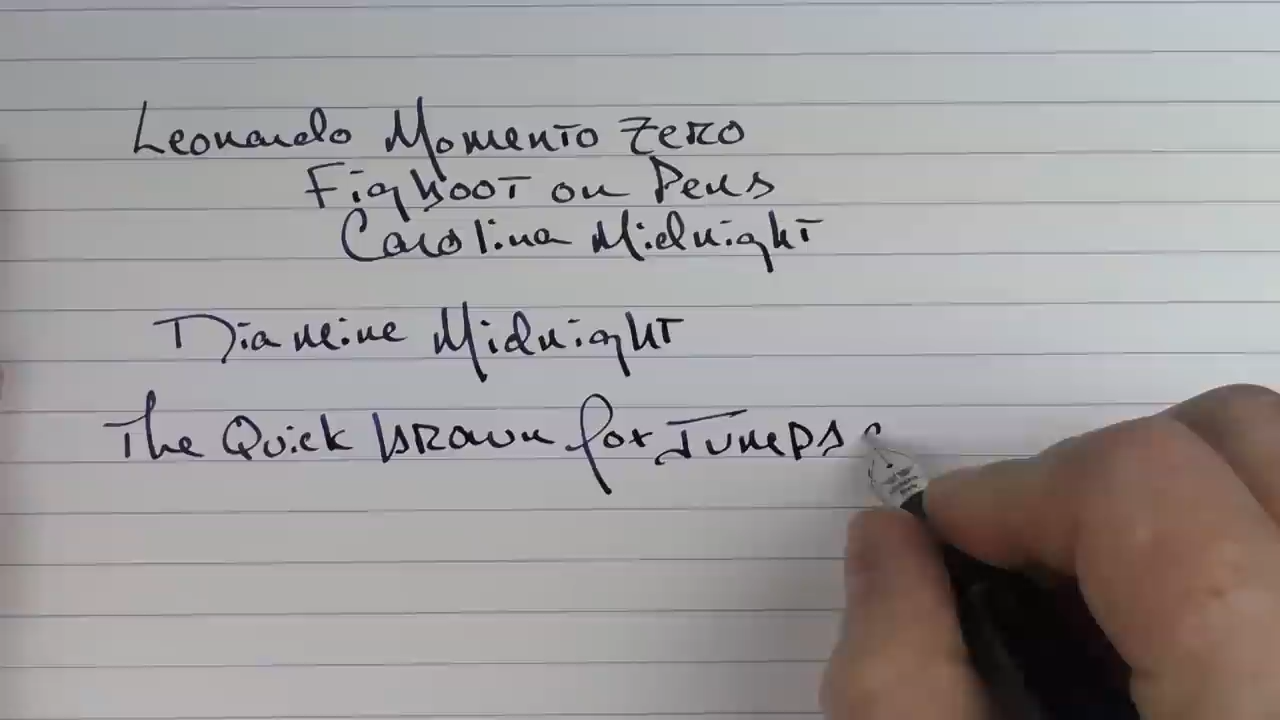 Leonardo Momento Zero
Figboot on Pens
Carolina Midnight
Diamine Midnight
The Quick brown fox Jumps